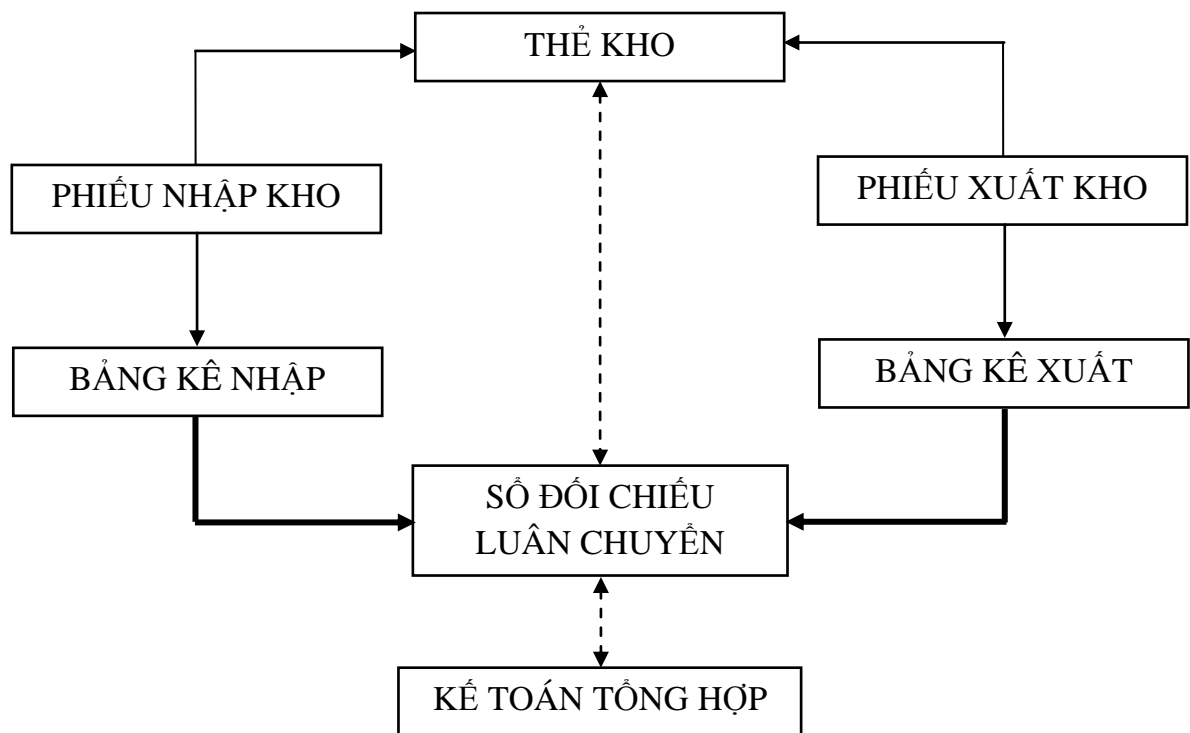 THẺ KHO
PHIẾU NHẬP KHO
PHIẾU XUẤT KHO
BẢNG KÊ NHẬP
BẢNG KÊ XUẤT
SỔ ĐỐI CHIẾU
LUÂN CHUYỂN
KẾ TOÁN TỔNG HỢP